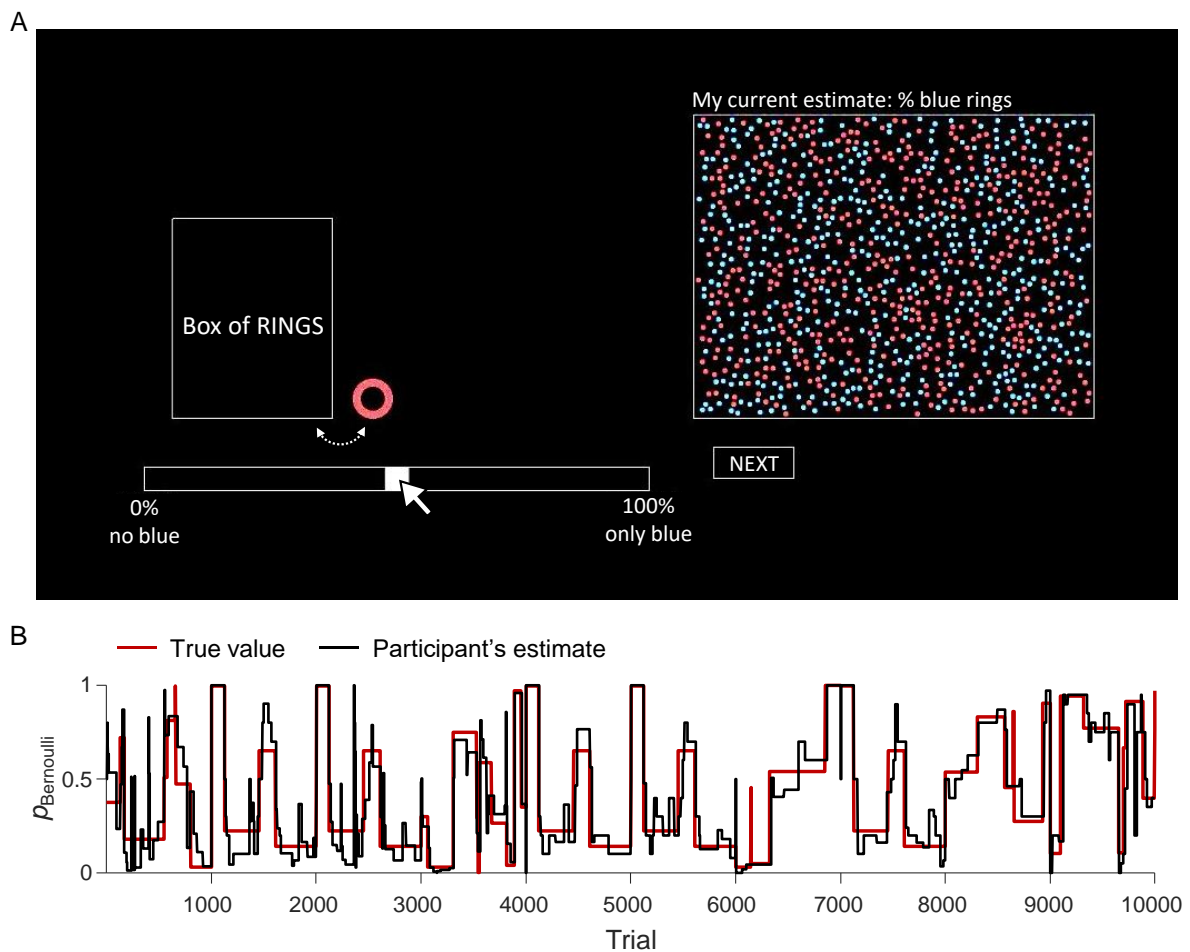 A
My current estimate: % blue rings
Box of RINGS
NEXT
0%
no blue
100%
only blue
B
True value
Participant's estimate
1
0.5
0
pBernoulli
1000 2000 3000 4000 5000 6000 7000 8000 9000 10000
Trial